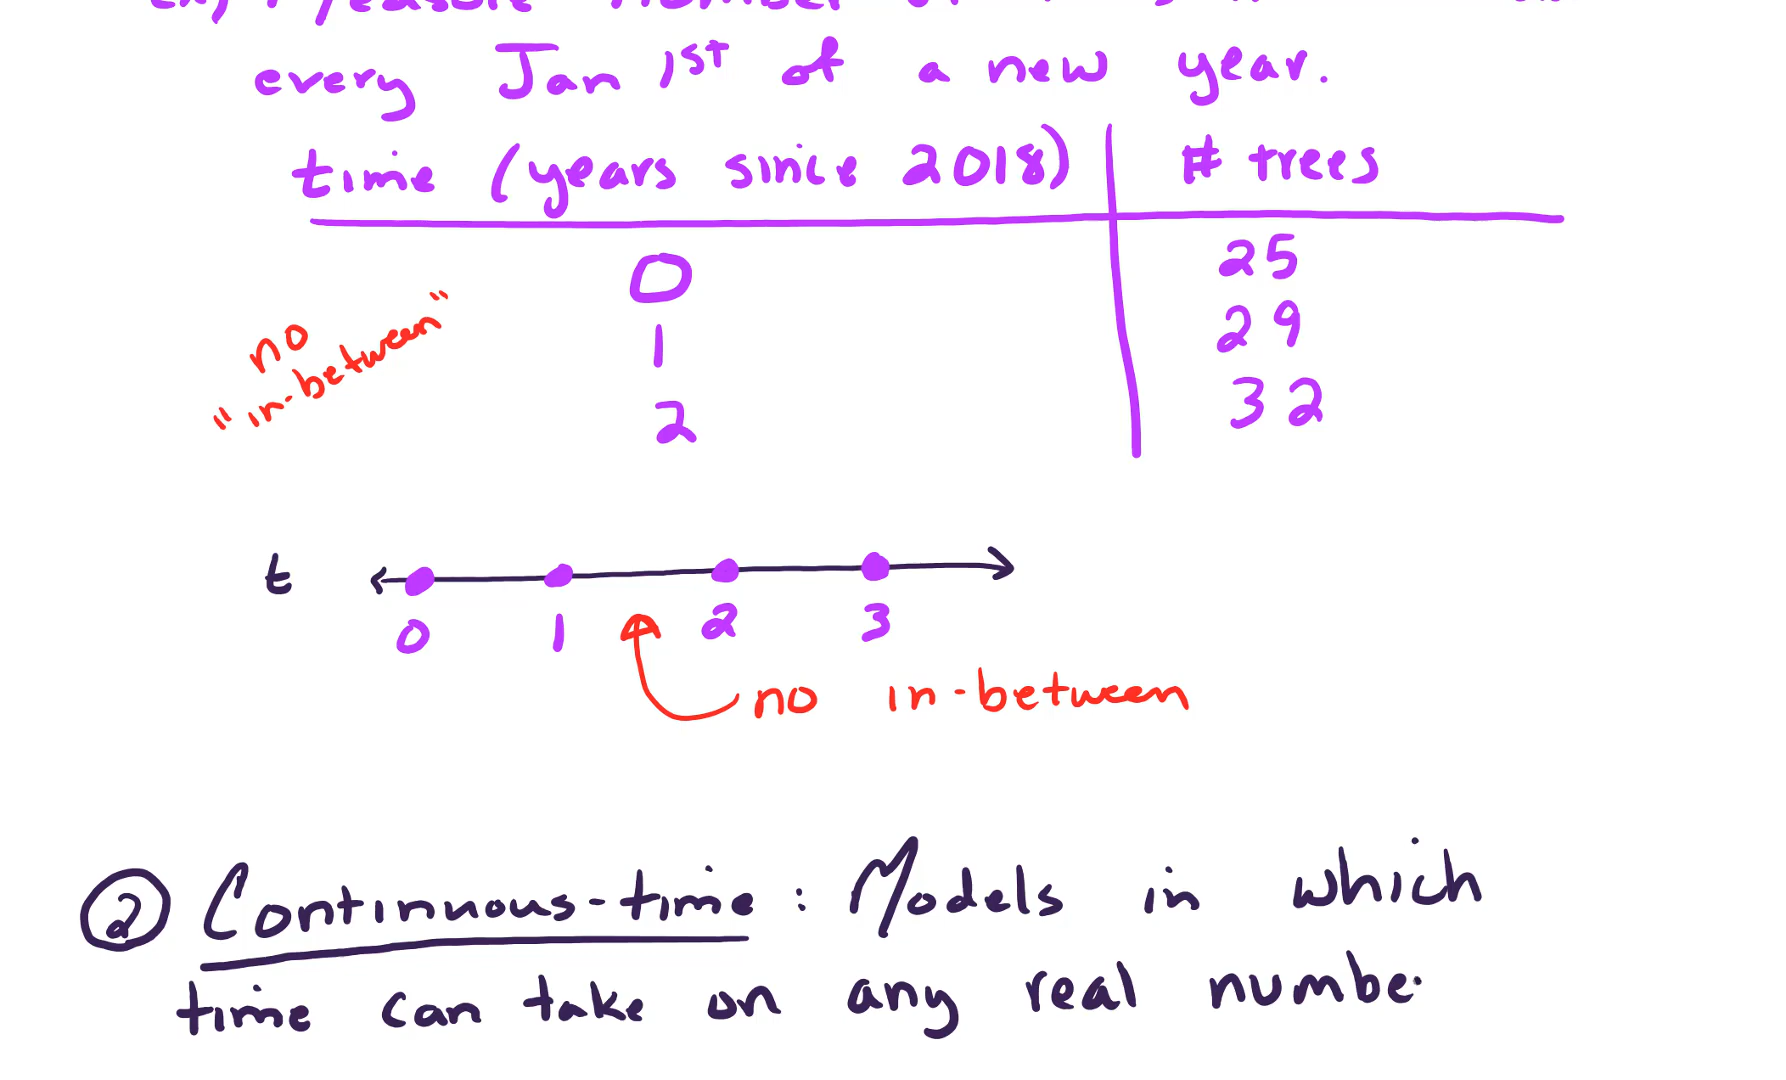 every Jan 1st of a new year.
time (years since 2018) # trees
0 25
1 29
2 32
no
"in-between"
t
0 1 2 3
no in-between
② Continuous-time: Models in which
time can take on any real numbe